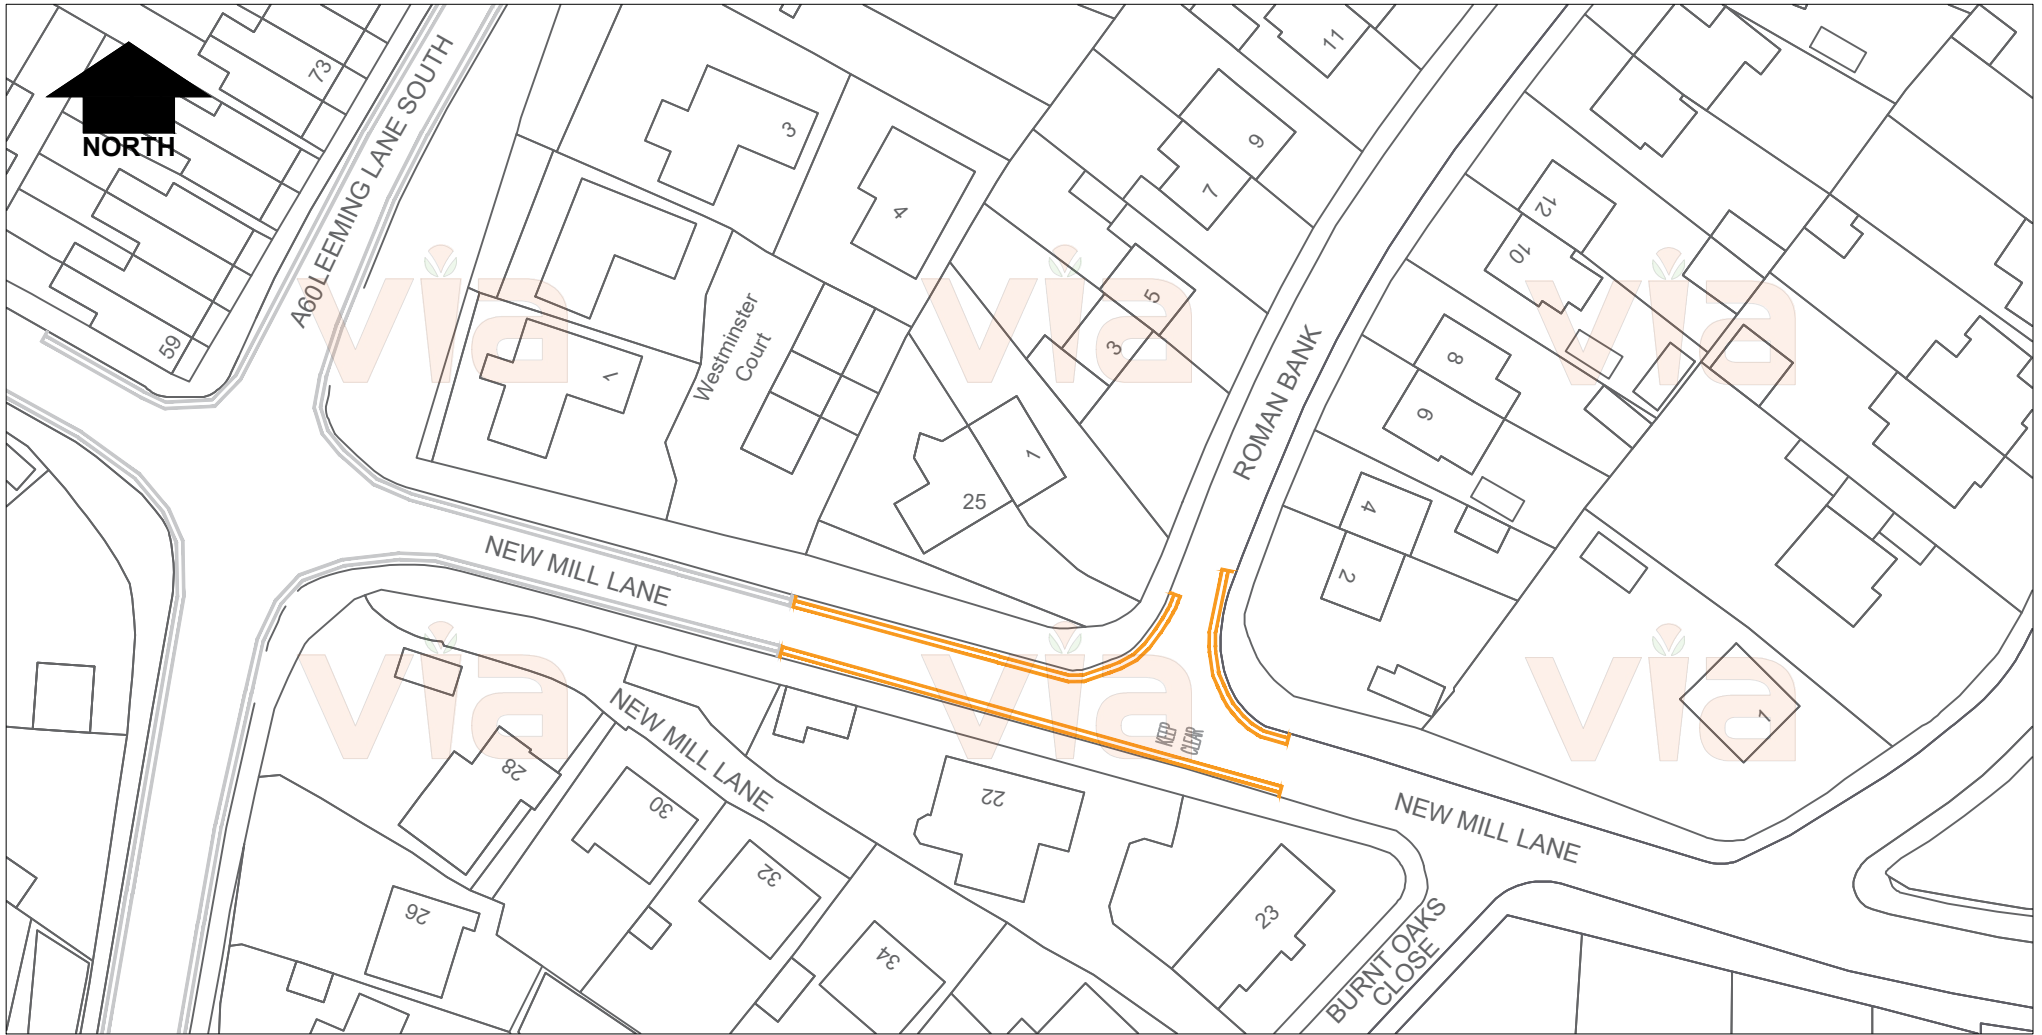 NORTH
A60 LEEMING LANE SOUTH
73
59
3
4
1
Westminster
Court
11
9
7
5
3
1
25
ROMAN BANK
12
10
8
6
4
2
1
NEW MILL LANE
NEW MILL LANE
NEW MILL LANE
KEEP
CLEAR
28
30
32
34
26
22
23
BURNT OAKS
CLOSE
via
via
via
via
via
via